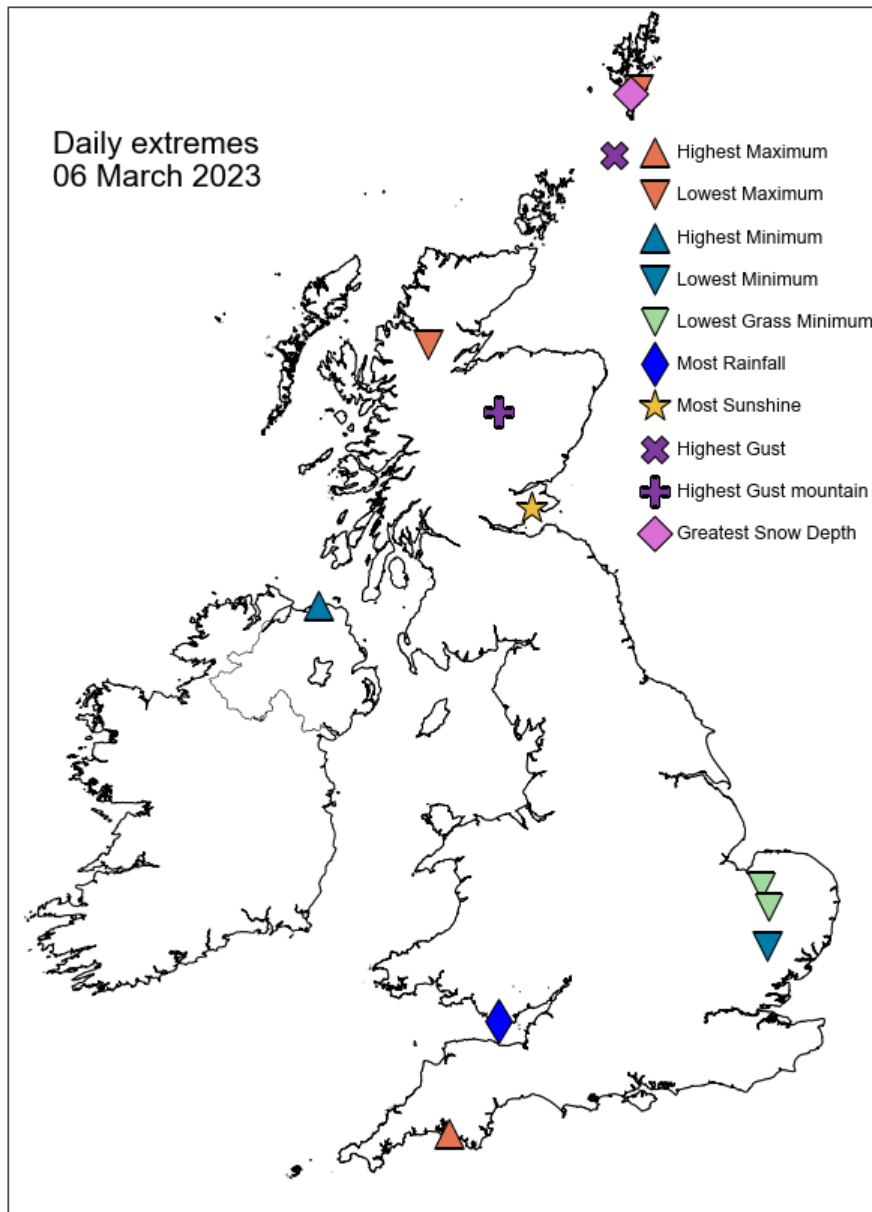 Daily extremes
06 March 2023
Highest Maximum
Lowest Maximum
Highest Minimum
Lowest Minimum
Lowest Grass Minimum
Most Rainfall
Most Sunshine
Highest Gust
Highest Gust mountain
Greatest Snow Depth